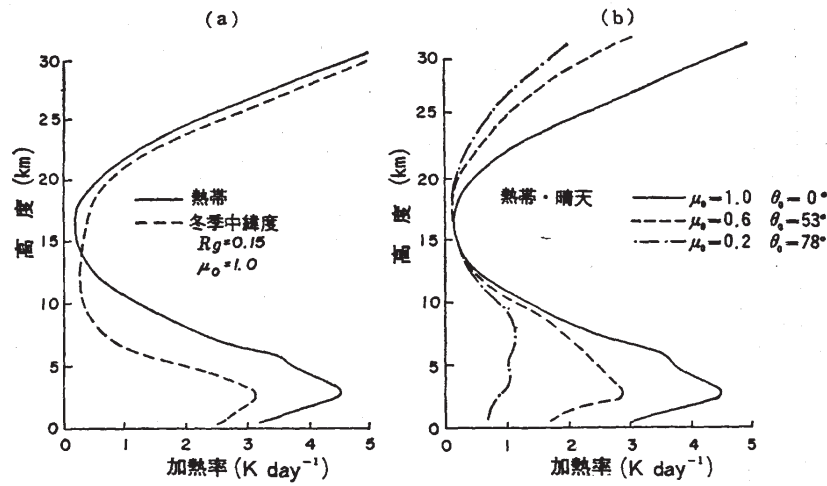 (a)
30
25
20
15
10
5
0
高度 (km)
0 1 2 3 4 5
加熱率 (K day⁻¹)
熱帯
冬季中緯度
Rg=0.15
μ₀=1.0
(b)
30
25
20
15
10
5
0
高度 (km)
0 1 2 3 4 5
加熱率 (K day⁻¹)
熱帯・晴天
μ₀=1.0 θ₀=0°
μ₀=0.6 θ₀=53°
μ₀=0.2 θ₀=78°